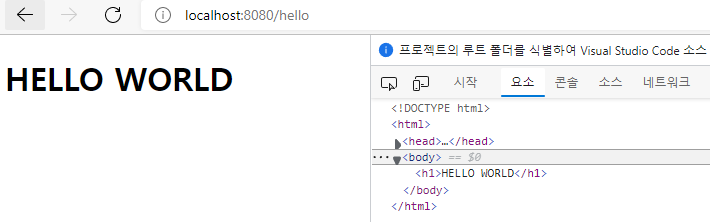 localhost:8080/hello
HELLO WORLD
프로젝트의 루트 폴더를 식별하여 Visual Studio Code 소스
시작 요소 콘솔 소스 네트워크
<!DOCTYPE html>
<html>
<head>…</head>
<body> == $0
<h1>HELLO WORLD</h1>
</body>
</html>